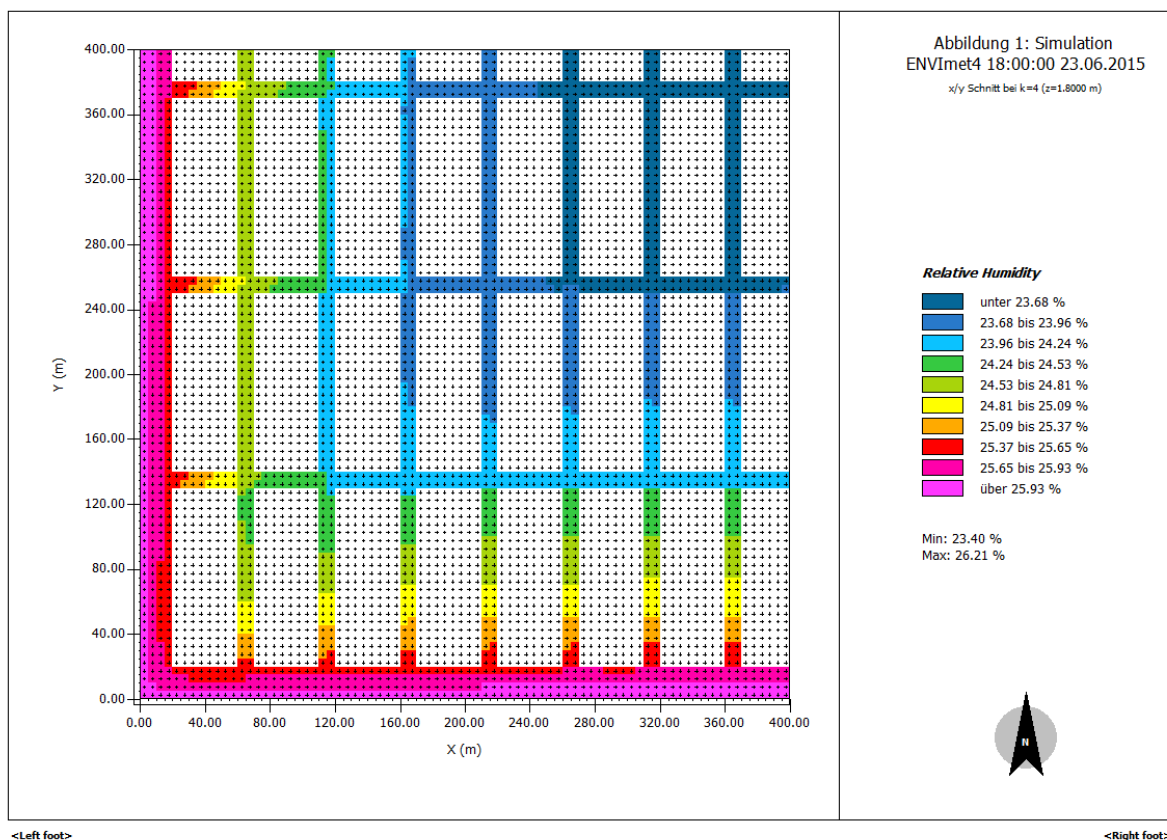 Abbildung 1: Simulation
ENVImet4 18:00:00 23.06.2015
x/y Schnitt bei k=4 (z=1.8000 m)
400.00
360.00
320.00
280.00
240.00
200.00
160.00
120.00
80.00
40.00
0.00
Y (m)
0.00 40.00 80.00 120.00 160.00 200.00 240.00 280.00 320.00 360.00 400.00
X (m)
Relative Humidity
unter 23.68 %
23.68 bis 23.96 %
23.96 bis 24.24 %
24.24 bis 24.53 %
24.53 bis 24.81 %
24.81 bis 25.09 %
25.09 bis 25.37 %
25.37 bis 25.65 %
25.65 bis 25.93 %
über 25.93 %
Min: 23.40 %
Max: 26.21 %
N
<Left foot>
<Right foot>